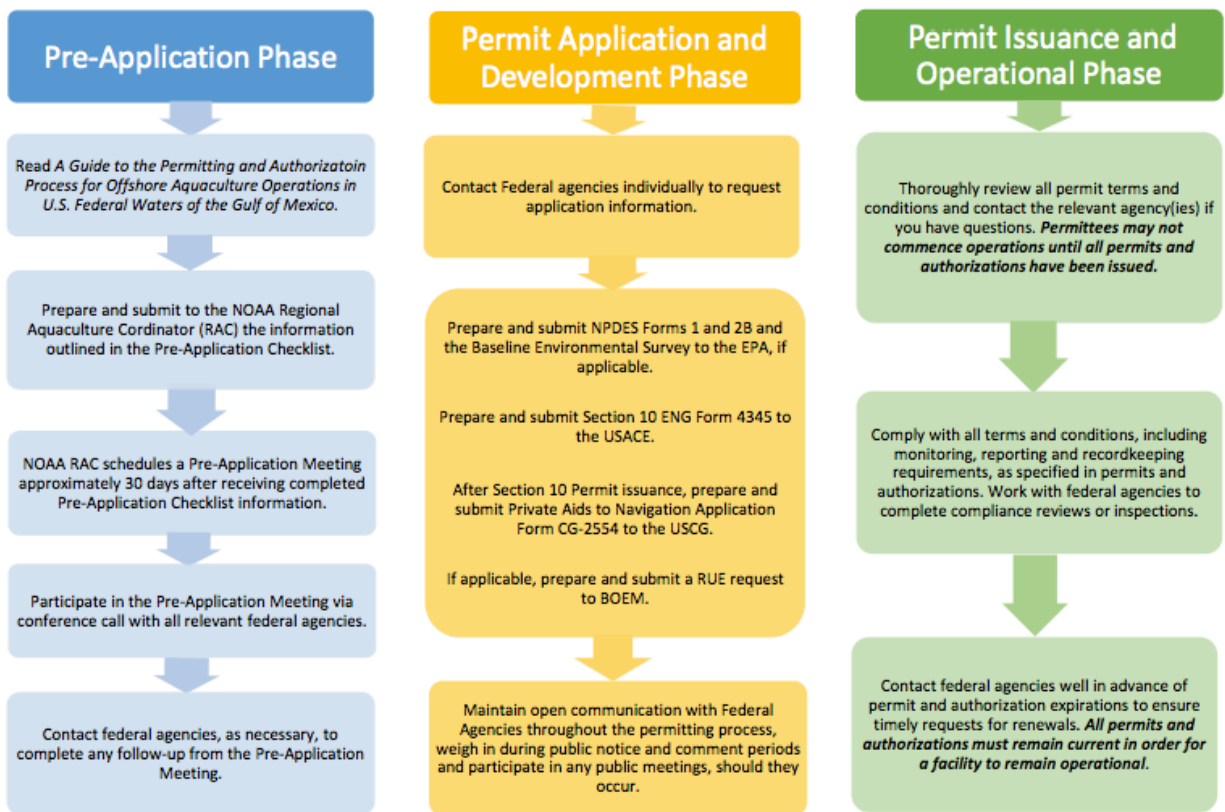 Pre-Application Phase
Read A Guide to the Permitting and Authorizatoin
Process for Offshore Aquaculture Operations in
U.S. Federal Waters of the Gulf of Mexico.
Prepare and submit to the NOAA Regional
Aquaculture Cordinator (RAC) the information
outlined in the Pre-Application Checklist.
NOAA RAC schedules a Pre-Application Meeting
approximately 30 days after receiving completed
Pre-Application Checklist information.
Participate in the Pre-Application Meeting via
conference call with all relevant federal agencies.
Contact federal agencies, as necessary, to
complete any follow-up from the Pre-Application
Meeting.
Permit Application and
Development Phase
Contact Federal agencies individually to request
application information.
Prepare and submit NPDES Forms 1 and 2B and
the Baseline Environmental Survey to the EPA, if
applicable.
Prepare and submit Section 10 ENG Form 4345 to
the USACE.
After Section 10 Permit issuance, prepare and
submit Private Aids to Navigation Application
Form CG-2554 to the USCG.
If applicable, prepare and submit a RUE request
to BOEM.
Maintain open communication with Federal
Agencies throughout the permitting process,
weigh in during public notice and comment periods
and participate in any public meetings, should they
occur.
Permit Issuance and
Operational Phase
Thoroughly review all permit terms and
conditions and contact the relevant agency(ies) if
you have questions. Permittees may not
commence operations until all permits and
authorizations have been issued.
Comply with all terms and conditions, including
monitoring, reporting and recordkeeping
requirements, as specified in permits and
authorizations. Work with federal agencies to
complete compliance reviews or inspections.
Contact federal agencies well in advance of
permit and authorization expirations to ensure
timely requests for renewals. All permits and
authorizations must remain current in order for
a facility to remain operational.